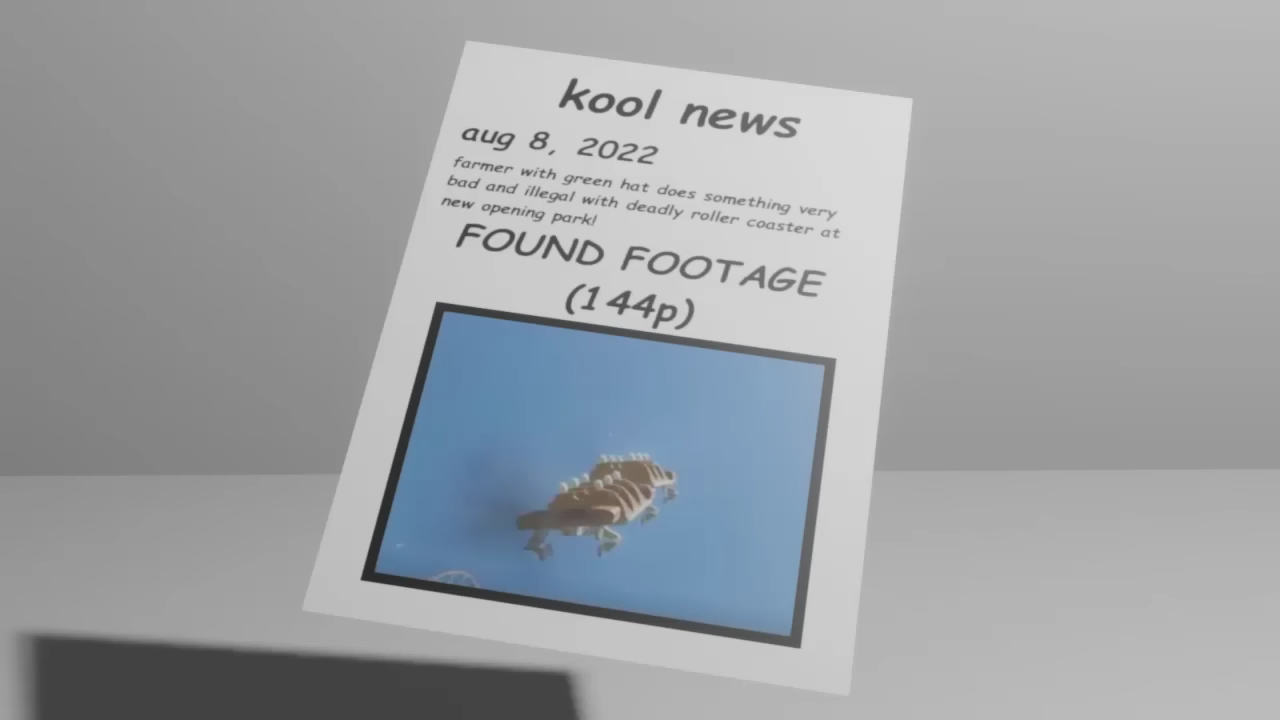 kool news
aug 8, 2022
farmer with green hat does something very
bad and illegal with deadly roller coaster at
new opening park!
FOUND FOOTAGE
(144p)